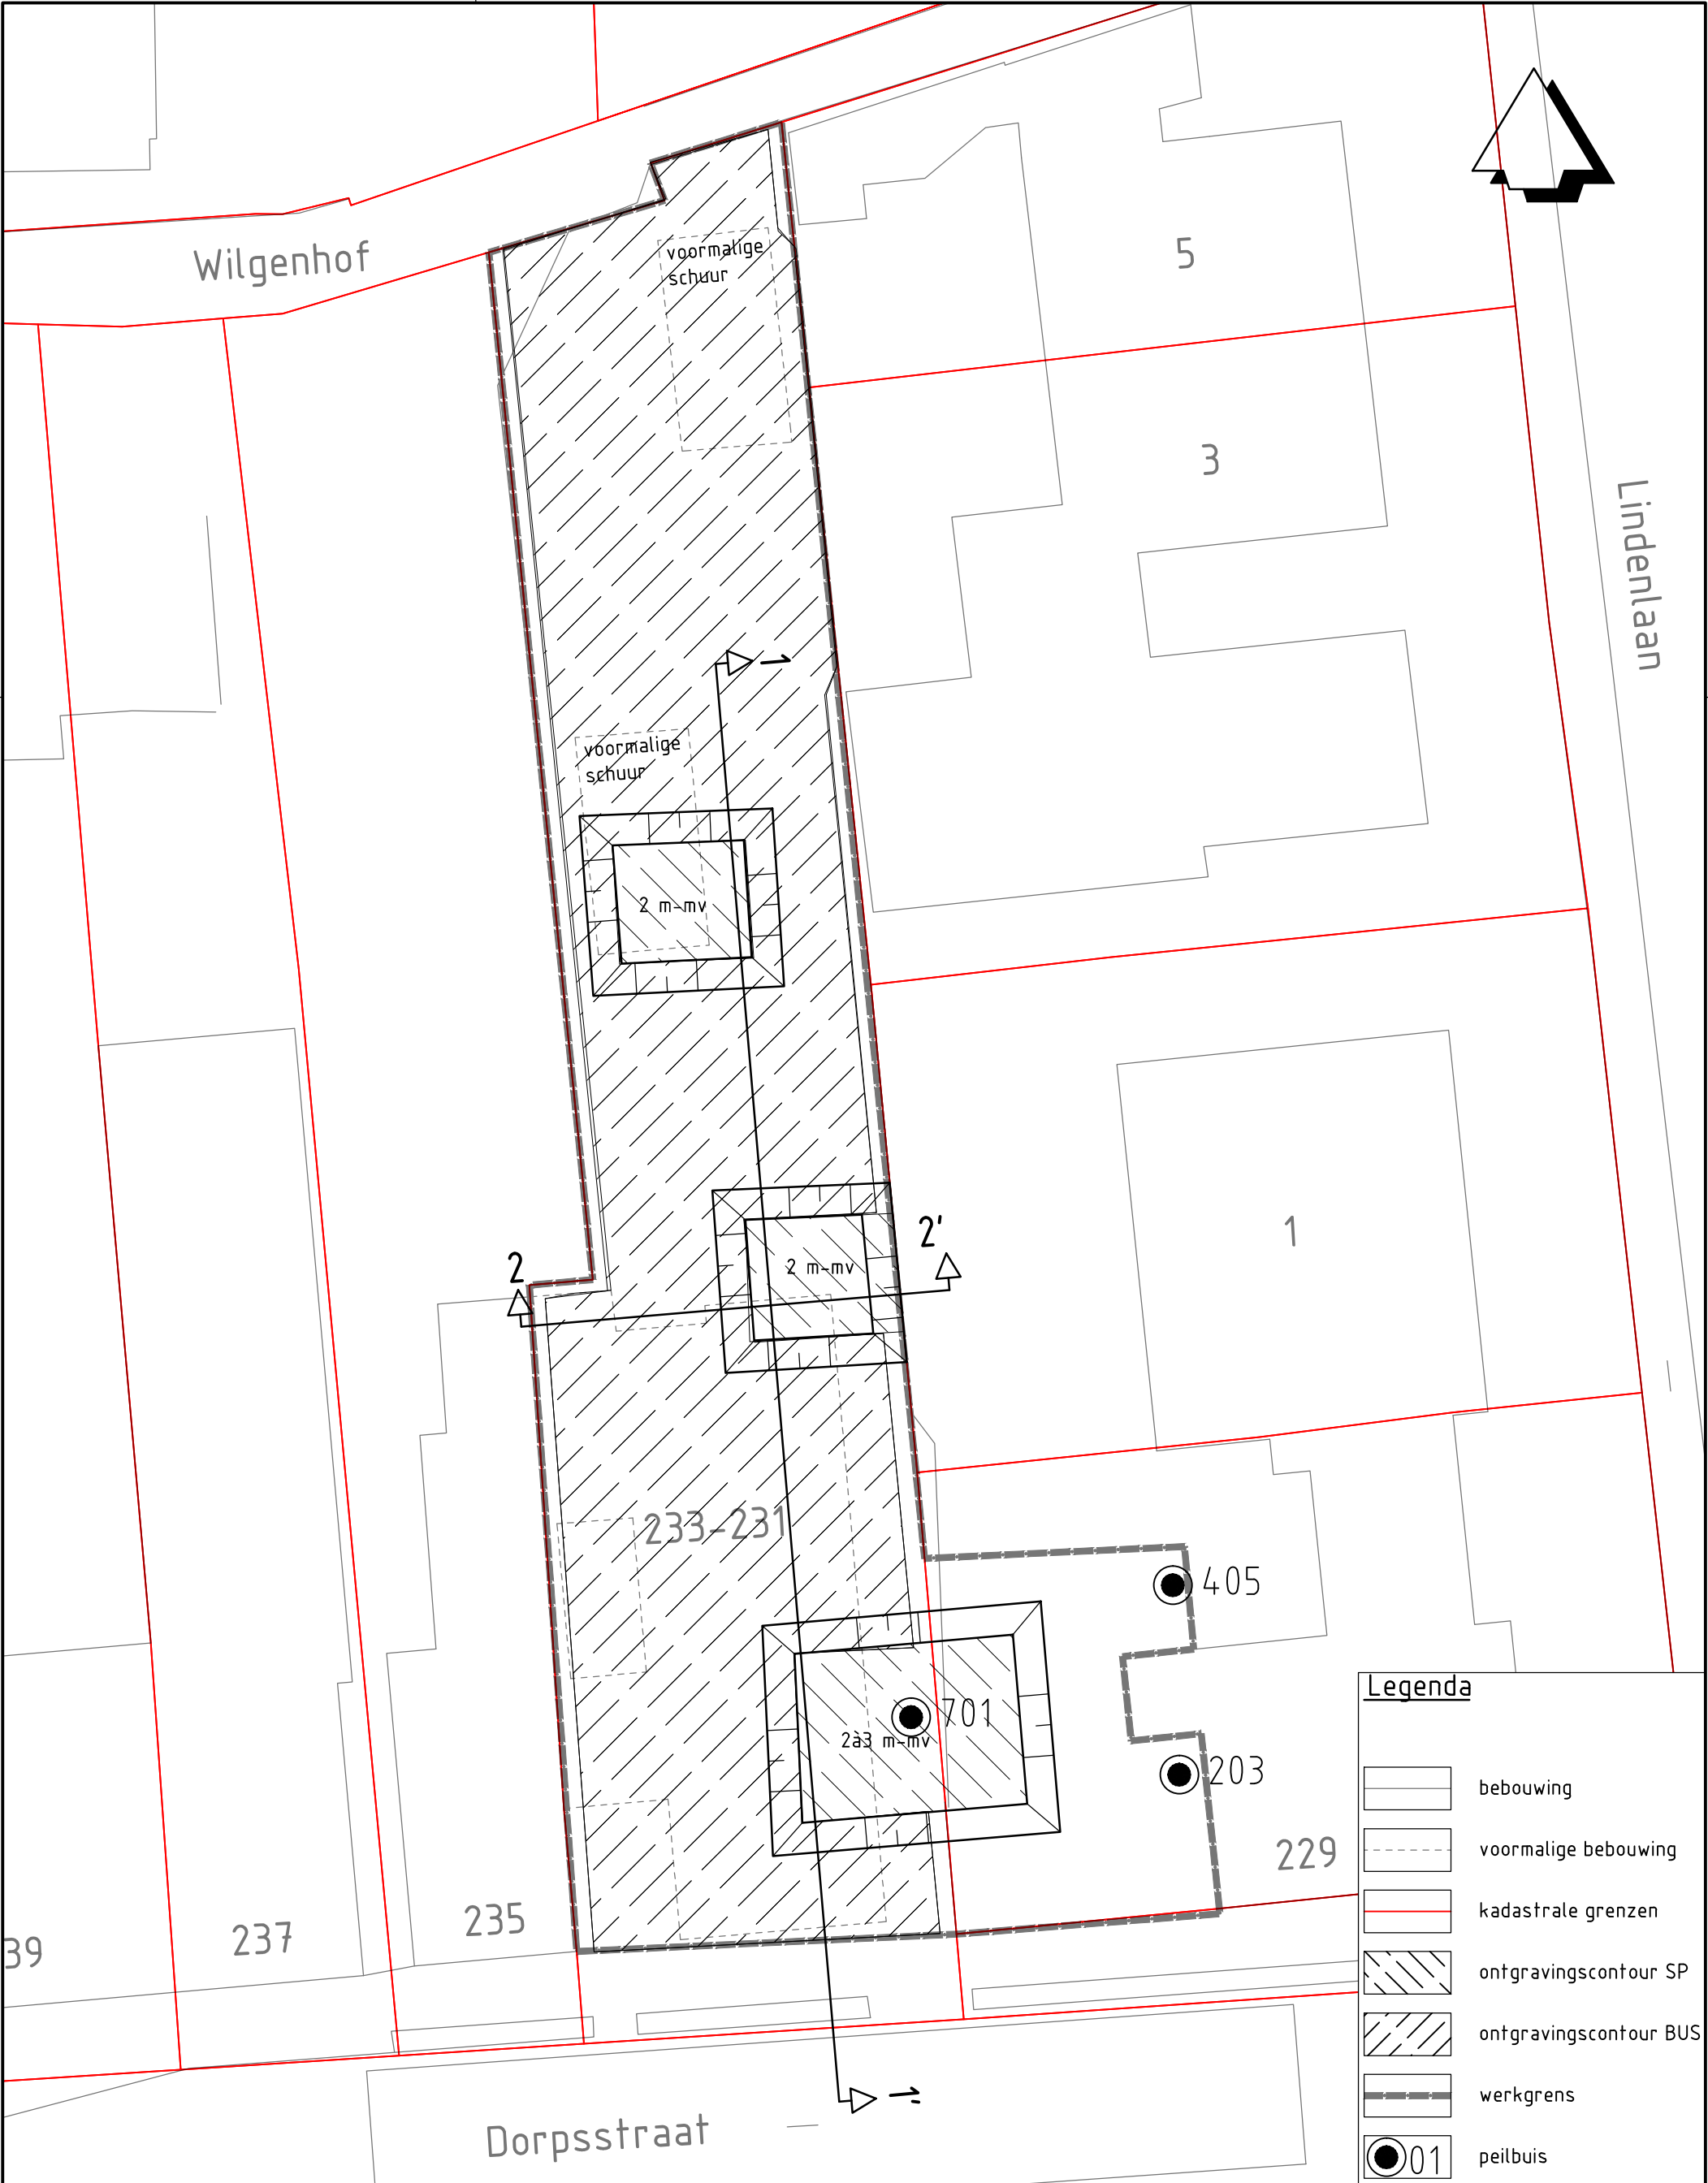 Wilgenhof
voormalige
schuur
5
3
Lindenlaan
1
voormalige
schuur
2 m-mv
2
2'
2 m-mv
1
233-231
405
701
2à3 m-mv
203
229
235
237
39
1'
Dorpsstraat
Legenda
bebouwing
voormalige bebouwing
kadastrale grenzen
ontgravingscontour SP
ontgravingscontour BUS
werkgrens
01 peilbuis